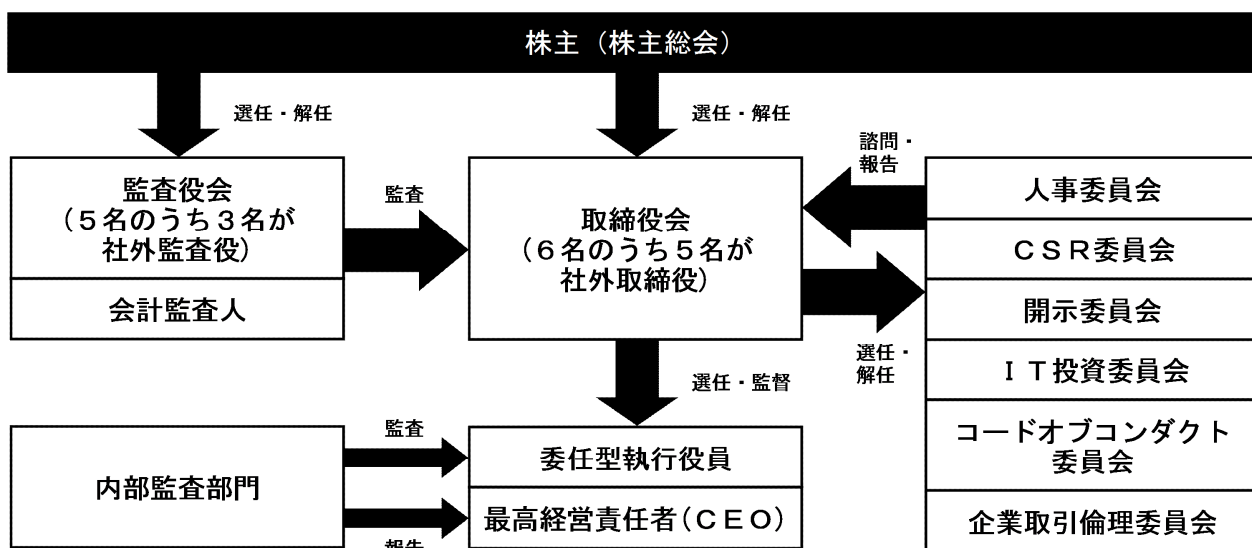 株主（株主総会）
選任・解任
選任・解任
監査役会
（５名のうち３名が
社外監査役）
会計監査人
監査
取締役会
（６名のうち５名が
社外取締役）
諮問・
報告
選任・
解任
人事委員会
ＣＳＲ委員会
開示委員会
ＩＴ投資委員会
コードオブコンダクト
委員会
企業取引倫理委員会
選任・監督
内部監査部門
監査
報告
委任型執行役員
最高経営責任者（ＣＥＯ）